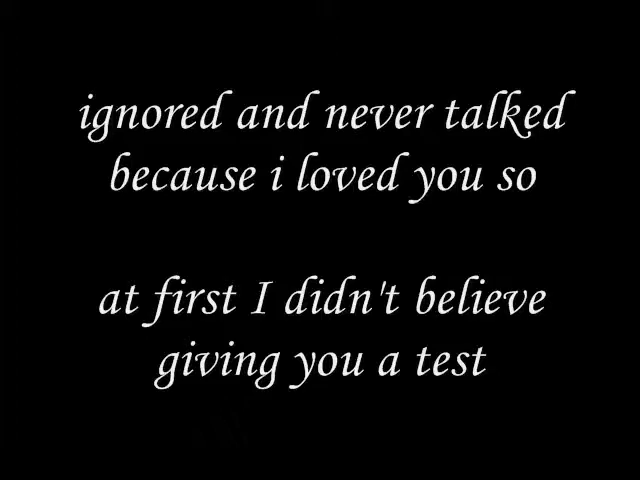 ignored and never talked
because i loved you so
at first I didn't believe
giving you a test